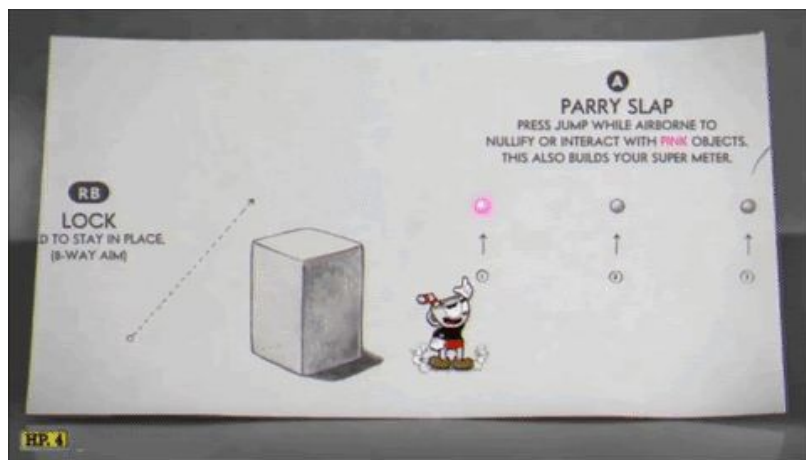 RB
LOCK
D TO STAY IN PLACE.
(8-WAY AIM)
A
PARRY SLAP
PRESS JUMP WHILE AIRBORNE TO
NULLIFY OR INTERACT WITH PINK OBJECTS.
THIS ALSO BUILDS YOUR SUPER METER.
HP. 4